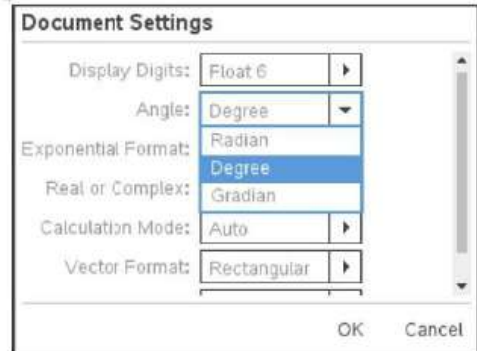 Document Settings
Display Digits: Float 6
Angle: Degree
Radian
Exponential Format:
Degree
Real or Complex:
Gradian
Calculation Mode: Auto
Vector Format: Rectangular
OK Cancel